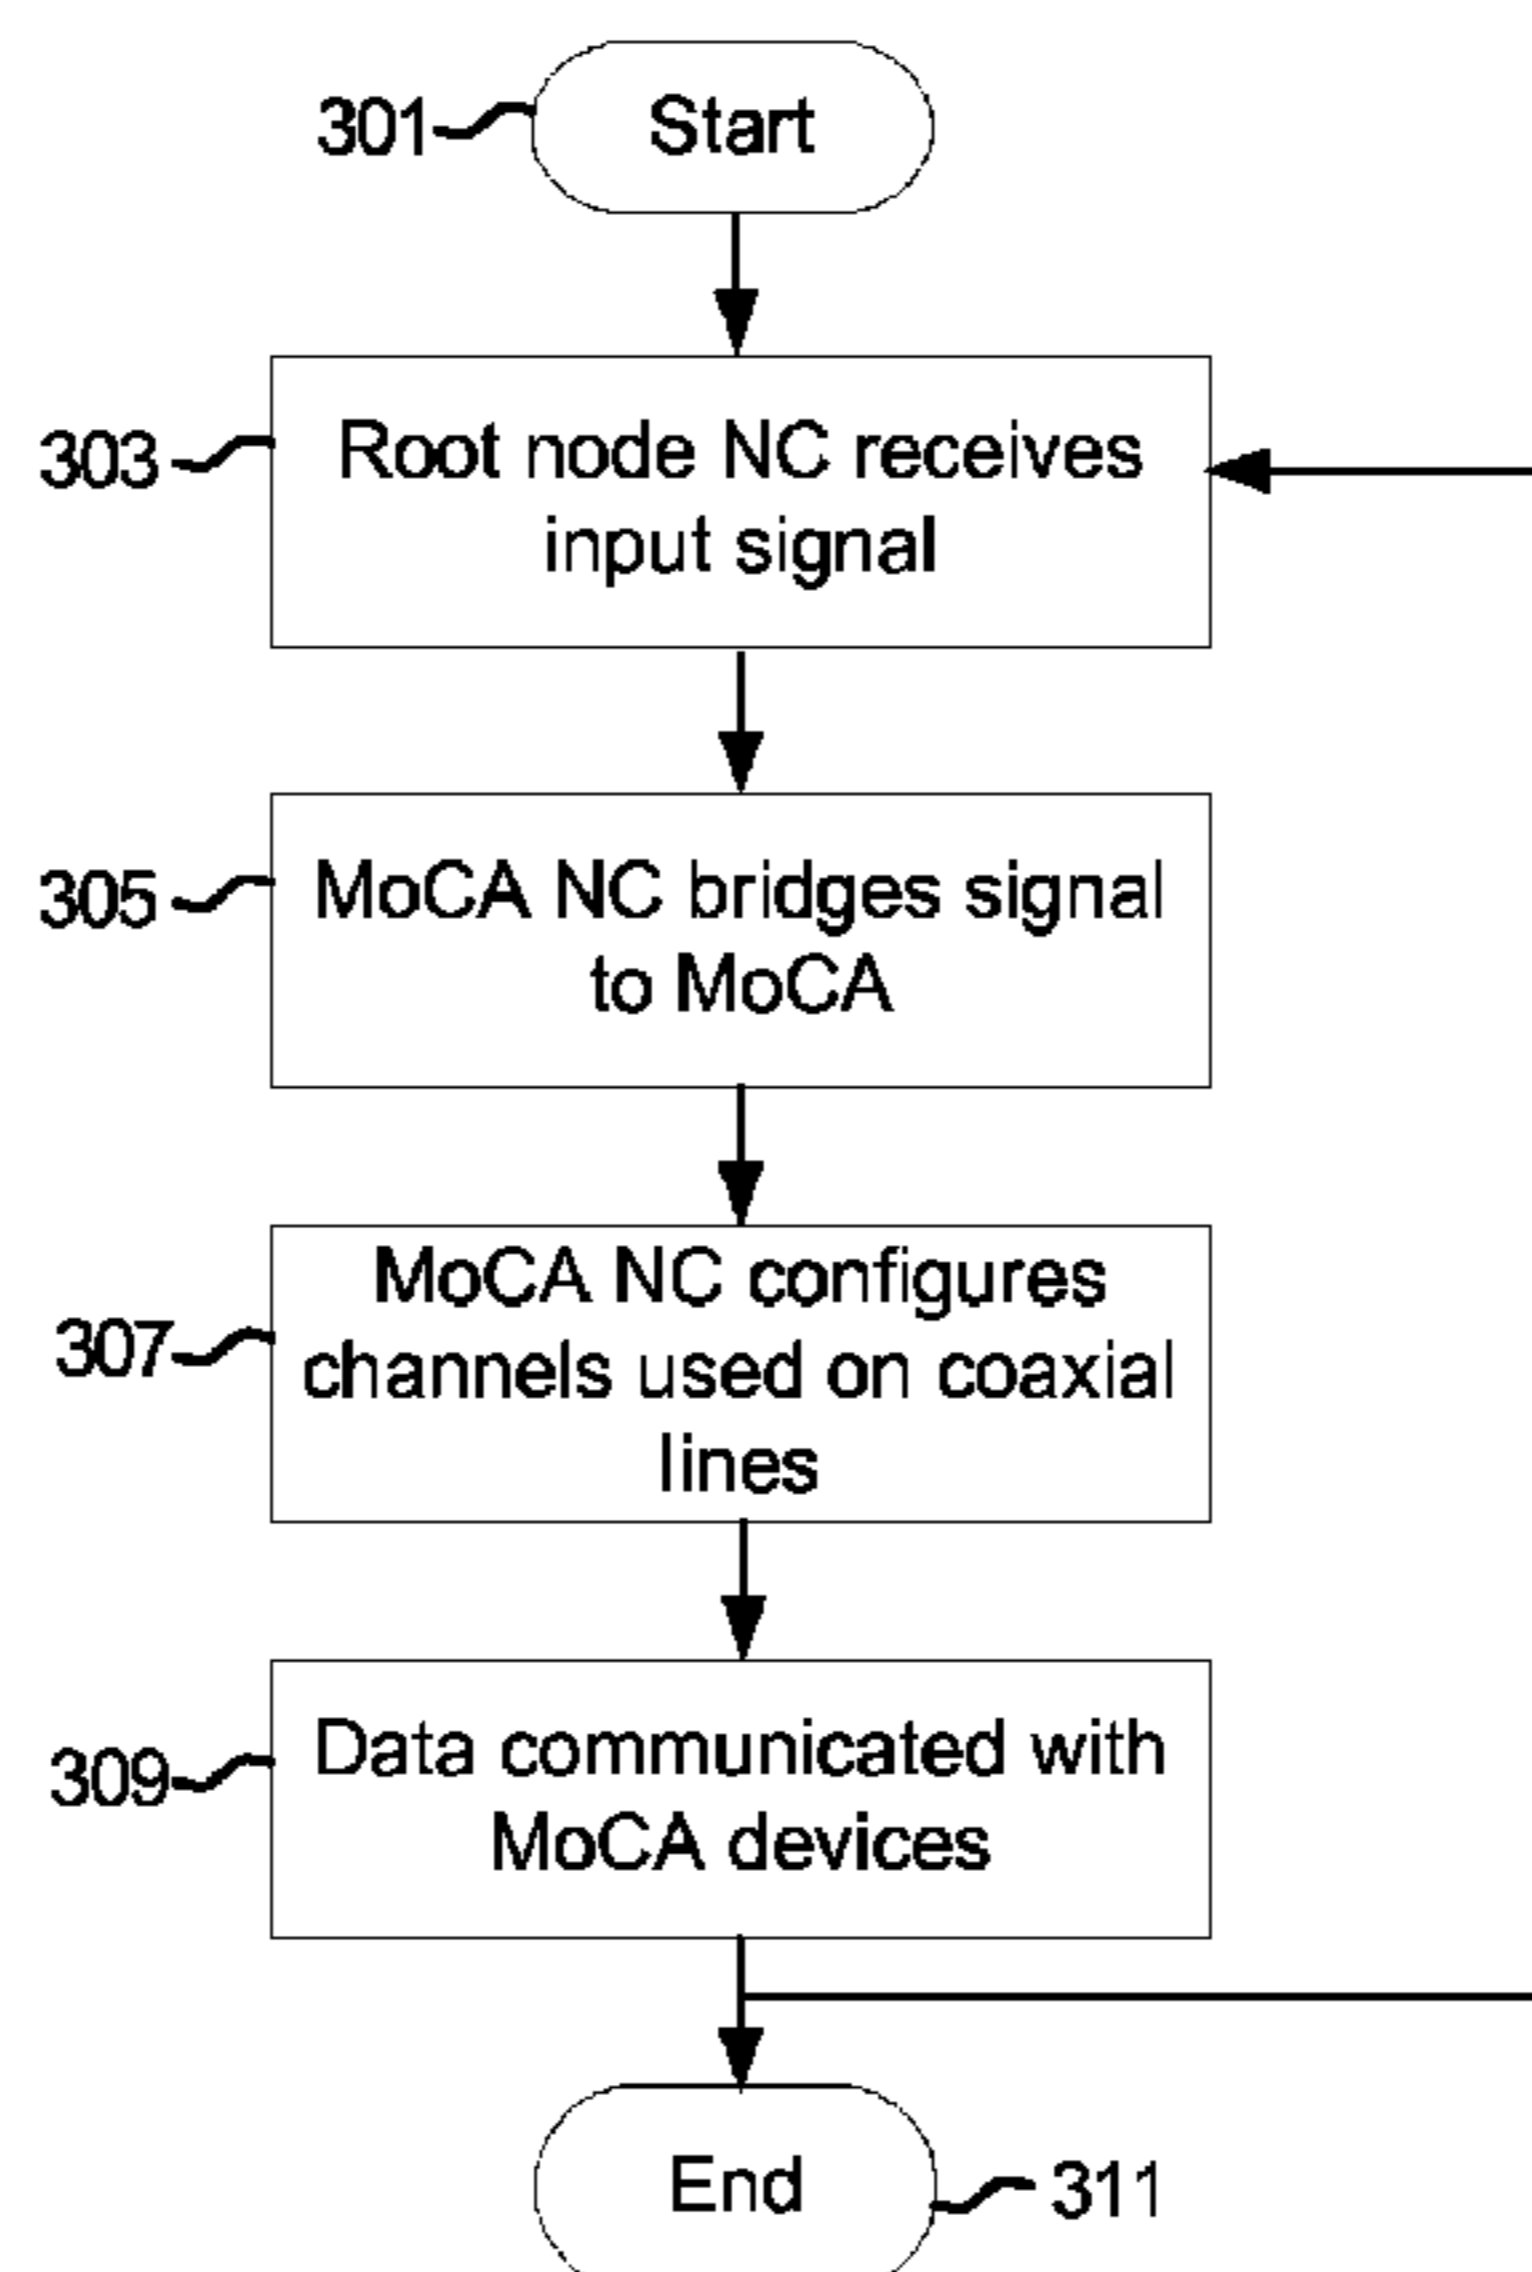 301
Start
303
Root node NC receives
input signal
305
MoCA NC bridges signal
to MoCA
307
MoCA NC configures
channels used on coaxial
lines
309
Data communicated with
MoCA devices
End
311